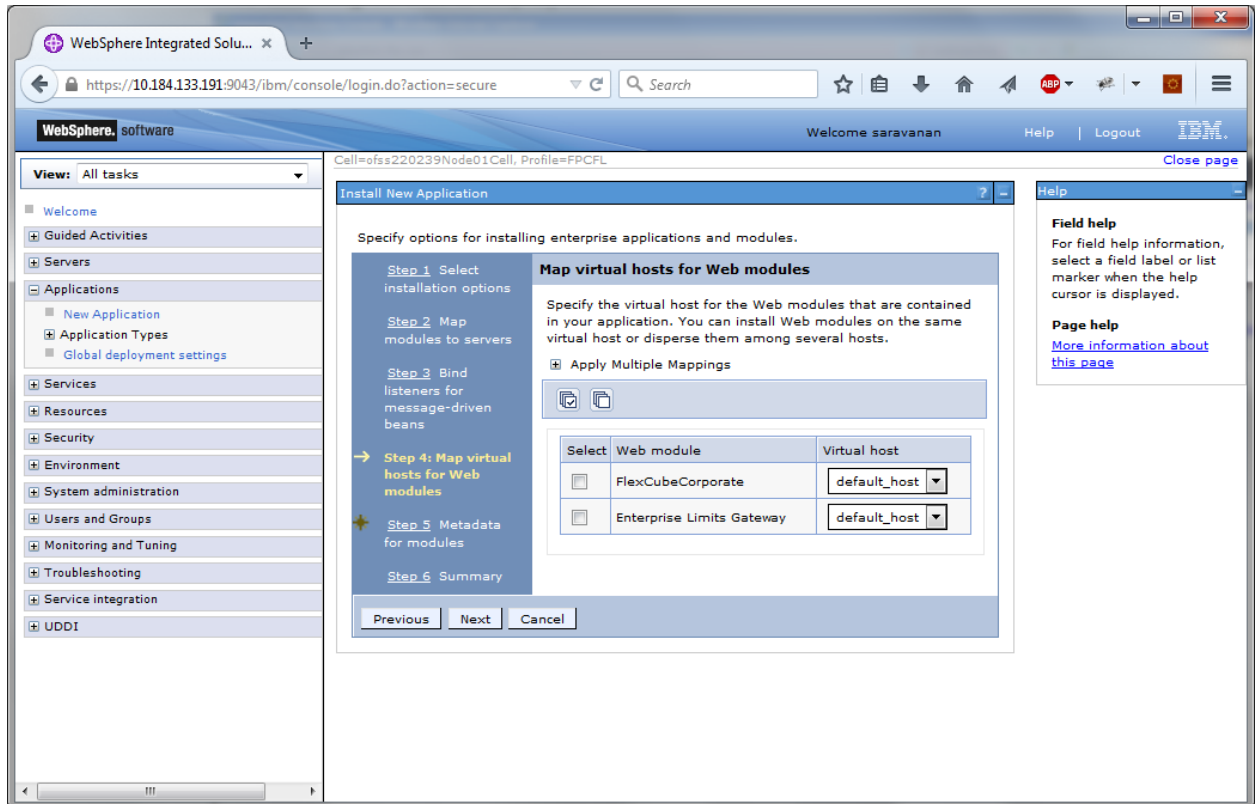 WebSphere Integrated Solu... × +
https://10.184.133.191:9043/ibm/console/login.do?action=secure
Search
ABP
WebSphere. software
Welcome saravanan
Help | Logout
IBM.
View: All tasks
Welcome
Guided Activities
Servers
Applications
New Application
Application Types
Global deployment settings
Services
Resources
Security
Environment
System administration
Users and Groups
Monitoring and Tuning
Troubleshooting
Service integration
UDDI
Cell=ofss220239Node01Cell, Profile=FPCFL
Close page
Install New Application ? -
Specify options for installing enterprise applications and modules.
Step 1 Select
installation options
Step 2 Map
modules to servers
Step 3 Bind
listeners for
message-driven
beans
Step 4: Map virtual
hosts for Web
modules
Step 5 Metadata
for modules
Step 6 Summary
Map virtual hosts for Web modules
Specify the virtual host for the Web modules that are contained
in your application. You can install Web modules on the same
virtual host or disperse them among several hosts.
Apply Multiple Mappings
Select Web module Virtual host
FlexCubeCorporate default_host
Enterprise Limits Gateway default_host
Previous Next Cancel
Help
Field help
For field help information,
select a field label or list
marker when the help
cursor is displayed.
Page help
More information about
this page